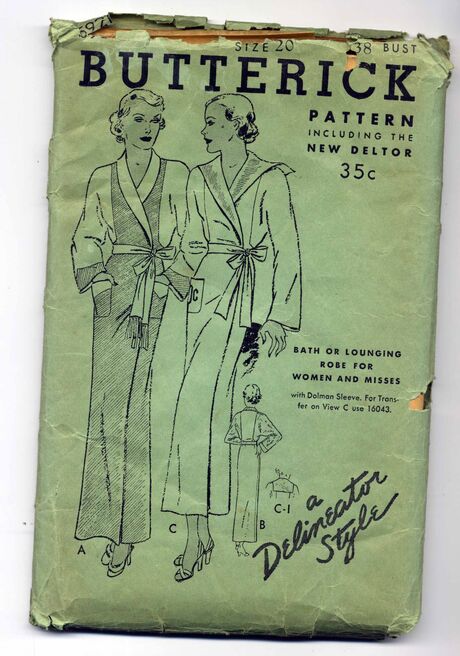 SIZE 20 38 BUST
BUTTERICK
PATTERN
INCLUDING THE
NEW DELTOR
35c
C
BATH OR LOUNGING
ROBE FOR
WOMEN AND MISSES
with Dolman Sleeve. For Trans-
fer on View C use 16043.
C-1
A
C
B
a
Delineator
Style